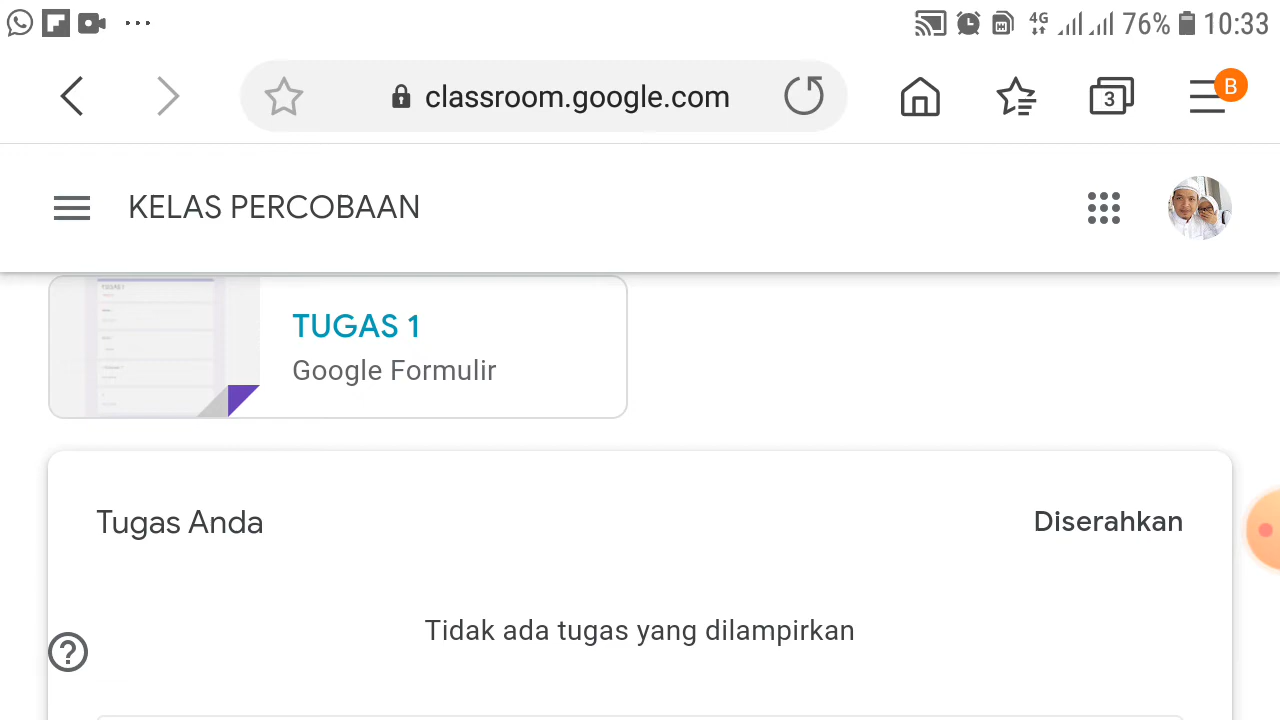 4G 76% 10:33
classroom.google.com
3
B
KELAS PERCOBAAN
TUGAS 1
Google Formulir
Tugas Anda
Diserahkan
Tidak ada tugas yang dilampirkan
?